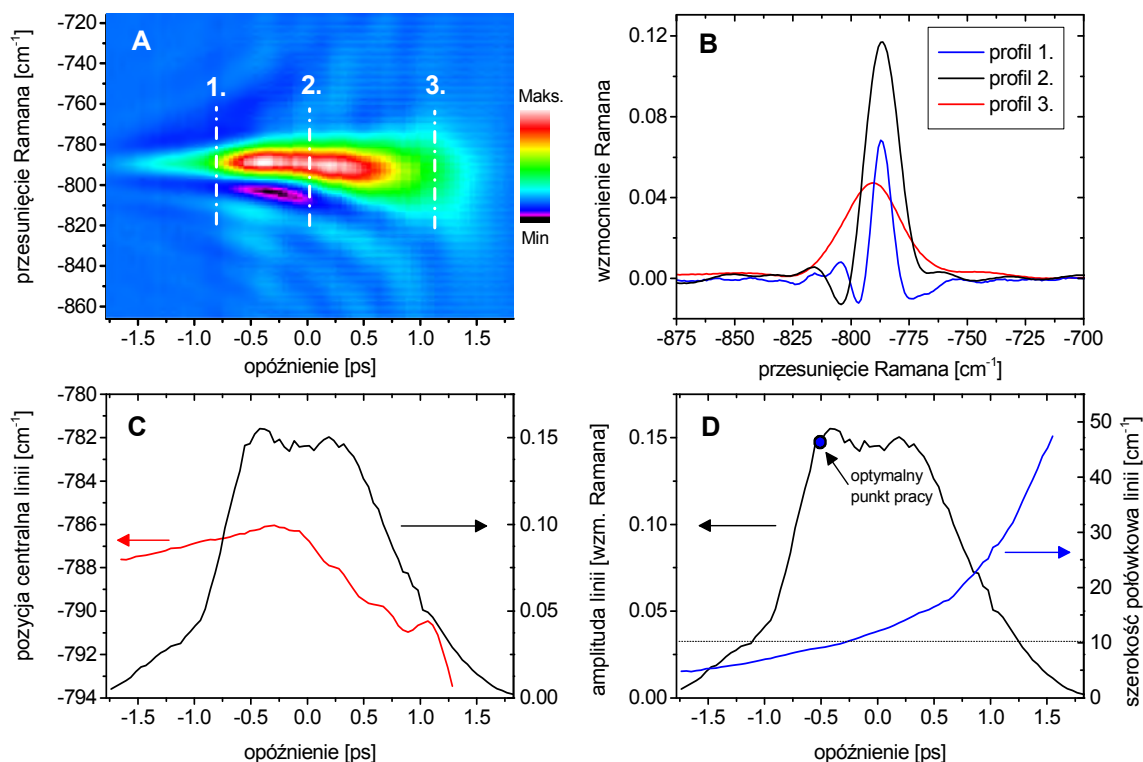 A
1.
2.
3.
-720
-740
-760
-780
-800
-820
-840
-860
przesunięcie Ramana [cm-1]
-1.5 -1.0 -0.5 0.0 0.5 1.0 1.5
opóźnienie [ps]
Maks.
Min
B
profil 1.
profil 2.
profil 3.
0.12
0.08
0.04
0.00
wzmocnienie Ramana
-875 -850 -825 -800 -775 -750 -725 -700
przesunięcie Ramana [cm-1]
C
-780
-782
-784
-786
-788
-790
-792
-794
pozycja centralna linii [cm-1]
0.15
0.10
0.05
0.00
-1.5 -1.0 -0.5 0.0 0.5 1.0 1.5
opóźnienie [ps]
D
optymalny
punkt pracy
0.15
0.10
0.05
0.00
amplituda linii [wzm. Ramana]
50
40
30
20
10
0
szerokość połówkowa linii [cm-1]
-1.5 -1.0 -0.5 0.0 0.5 1.0 1.5
opóźnienie [ps]